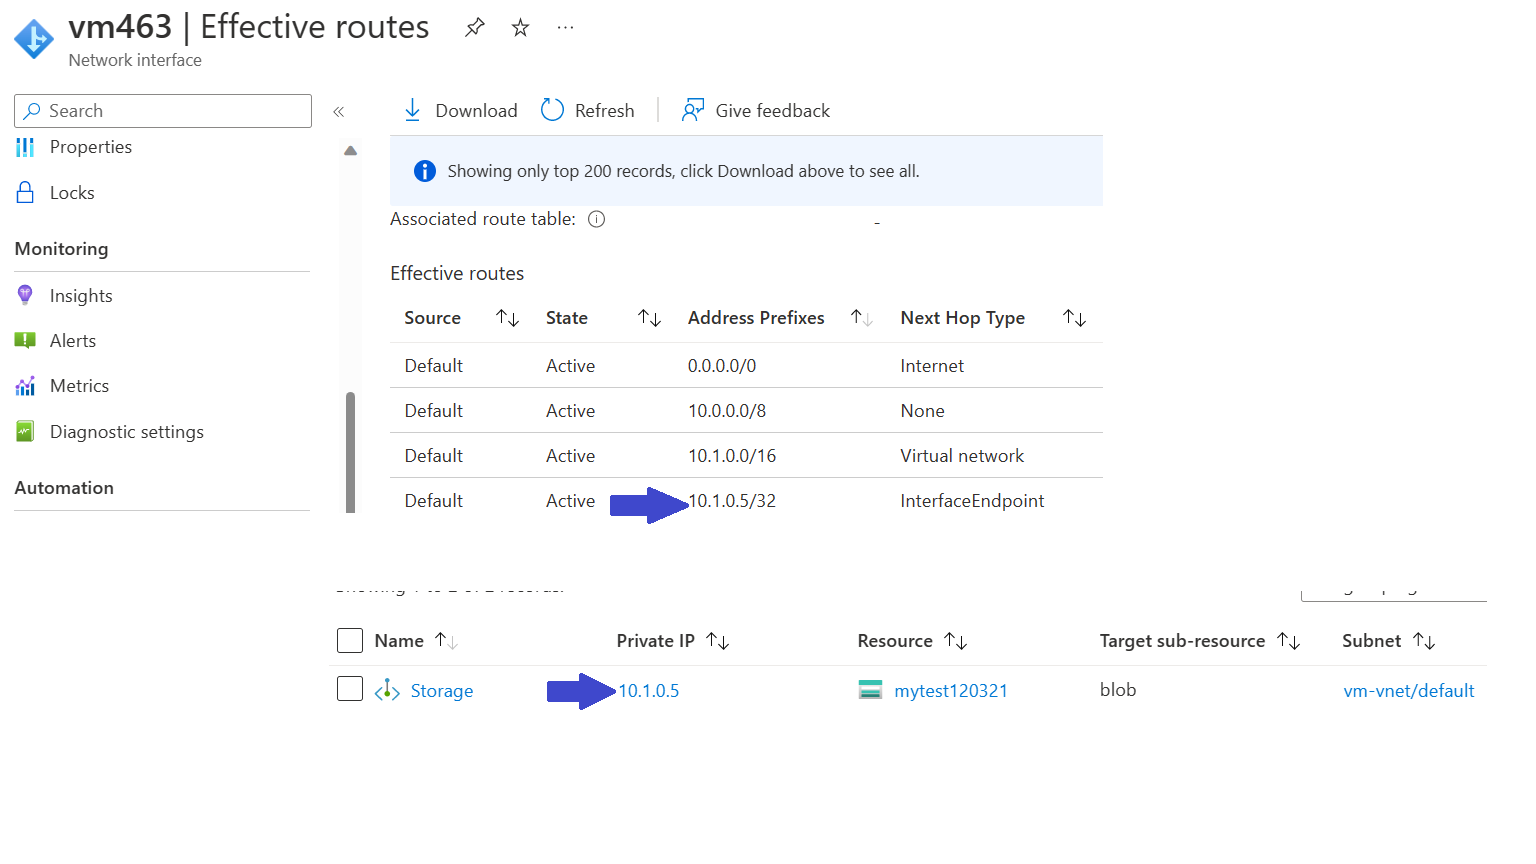 vm463 | Effective routes
Network interface
Search
Properties
Locks
Monitoring
Insights
Alerts
Metrics
Diagnostic settings
Automation
Download Refresh Give feedback
Showing only top 200 records, click Download above to see all.
Associated route table: -
Effective routes
Source State Address Prefixes Next Hop Type
Default Active 0.0.0.0/0 Internet
Default Active 10.0.0.0/8 None
Default Active 10.1.0.0/16 Virtual network
Default Active 10.1.0.5/32 InterfaceEndpoint
Name Private IP Resource Target sub-resource Subnet
Storage 10.1.0.5 mytest120321 blob vm-vnet/default